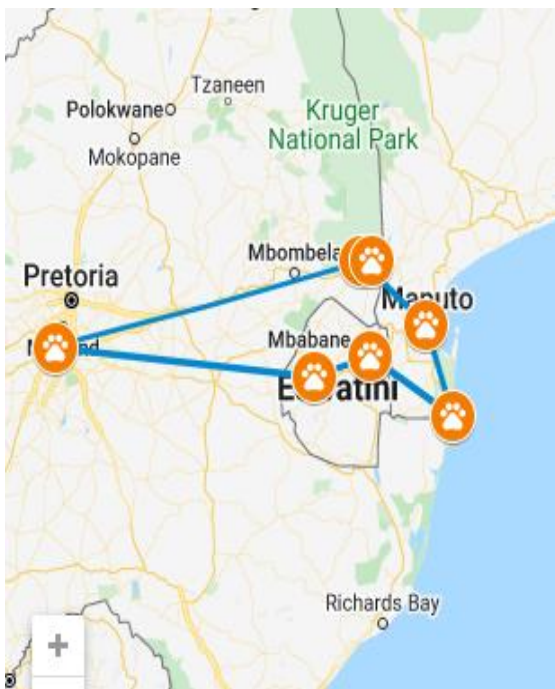 Tzaneen
Polokwane
Mokopane
Kruger
National Park
Mbombela
Pretoria
Maputo
Mbabane
Richards Bay
+